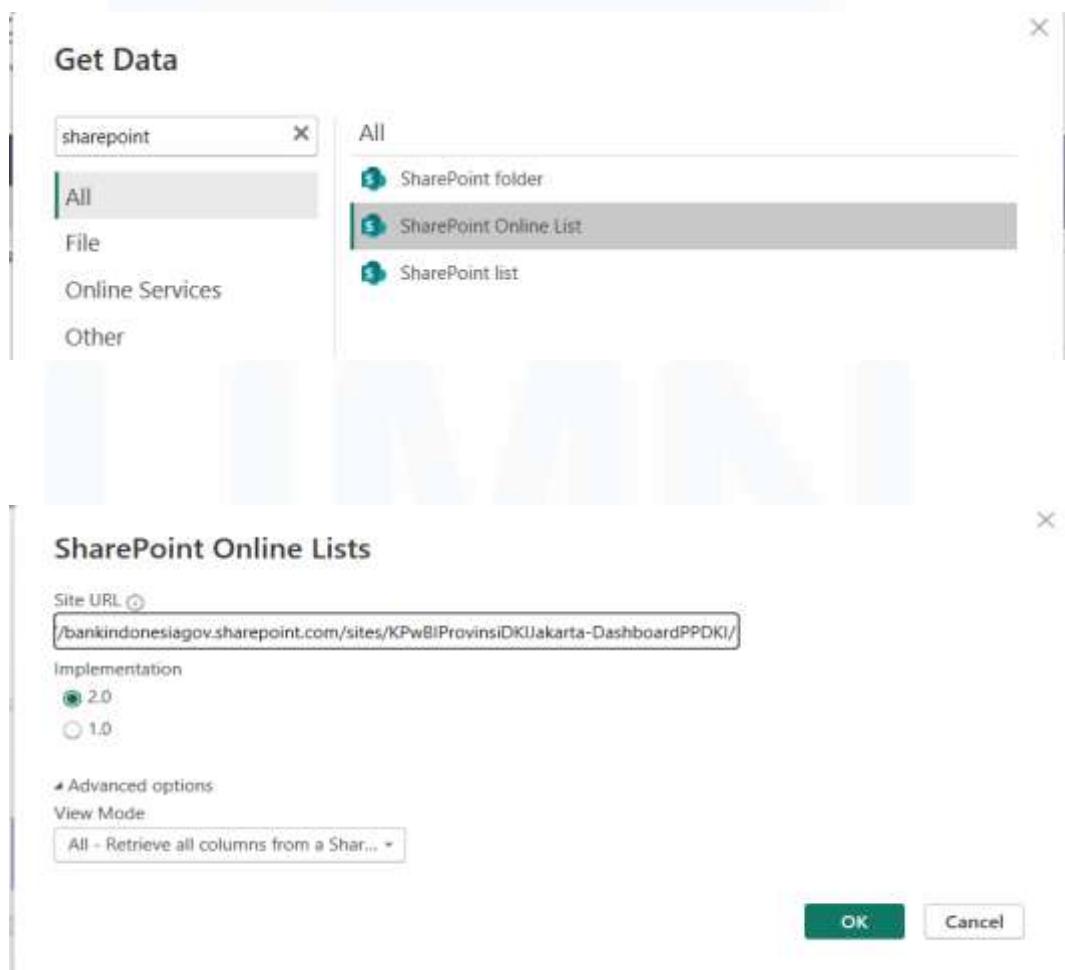 Get Data
sharepoint
All
File
Online Services
Other
All
SharePoint folder
SharePoint Online List
SharePoint list
UMN
SharePoint Online Lists
Site URL
/bankindonesiagov.sharepoint.com/sites/KPwBIProvinsiDKIJakarta-DashboardPPDKI/
Implementation
2.0
1.0
Advanced options
View Mode
All - Retrieve all columns from a Shar...
OK Cancel